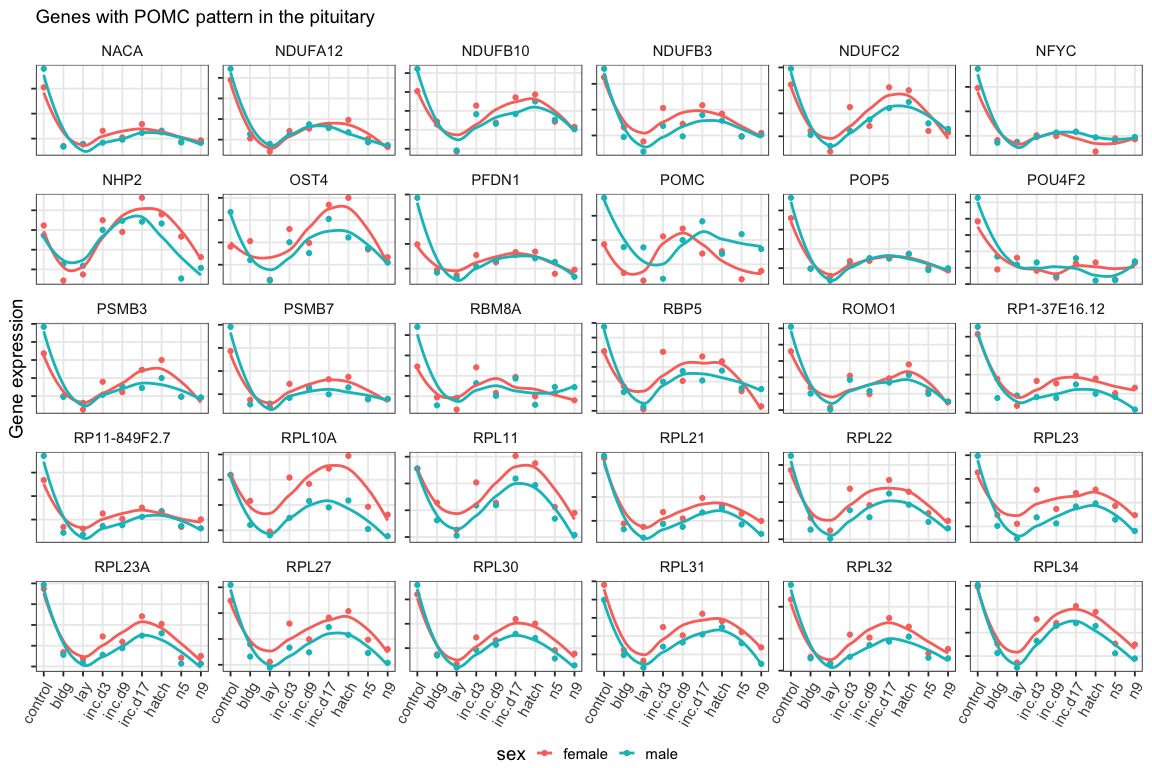 Genes with POMC pattern in the pituitary
NACA NDUFA12 NDUFB10 NDUFB3 NDUFC2 NFYC
NHP2 OST4 PFDN1 POMC POP5 POU4F2
PSMB3 PSMB7 RBM8A RBP5 ROMO1 RP1-37E16.12
RP11-849F2.7 RPL10A RPL11 RPL21 RPL22 RPL23
RPL23A RPL27 RPL30 RPL31 RPL32 RPL34
Gene expression
control bldg lay inc.d3 inc.d9 inc.d17 hatch n5 n9 control bldg lay inc.d3 inc.d9 inc.d17 hatch n5 n9 control bldg lay inc.d3 inc.d9 inc.d17 hatch n5 n9 control bldg lay inc.d3 inc.d9 inc.d17 hatch n5 n9 control bldg lay inc.d3 inc.d9 inc.d17 hatch n5 n9 control bldg lay inc.d3 inc.d9 inc.d17 hatch n5 n9
sex female male